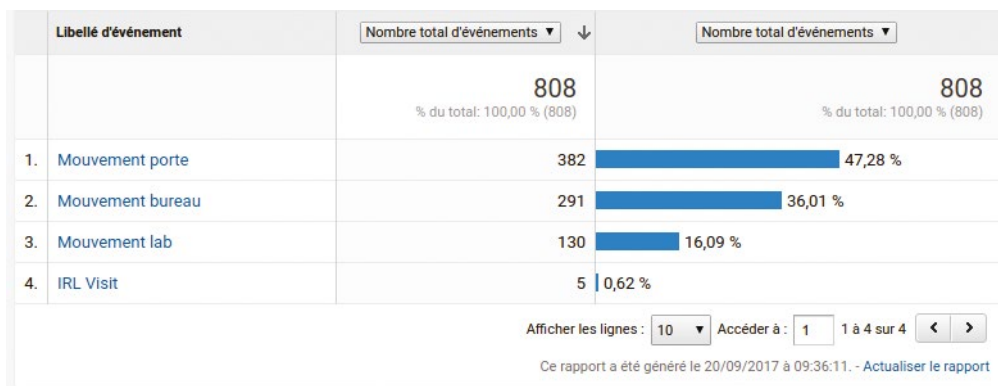 Libellé d'événement Nombre total d'événements ▼ ↓ Nombre total d'événements ▼
808 808
% du total: 100,00 % (808) % du total: 100,00 % (808)
1. Mouvement porte 382 47,28 %
2. Mouvement bureau 291 36,01 %
3. Mouvement lab 130 16,09 %
4. IRL Visit 5 0,62 %
Afficher les lignes : 10 ▼ Accéder à : 1 1 à 4 sur 4 < >
Ce rapport a été généré le 20/09/2017 à 09:36:11. - Actualiser le rapport